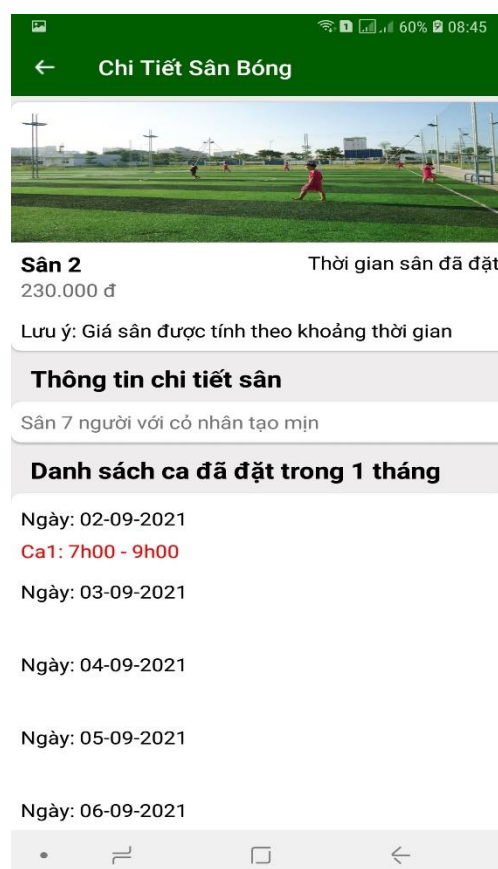 60% 08:45
Chi Tiết Sân Bóng
Sân 2 Thời gian sân đã đặt
230.000 đ
Lưu ý: Giá sân được tính theo khoảng thời gian
Thông tin chi tiết sân
Sân 7 người với cỏ nhân tạo mịn
Danh sách ca đã đặt trong 1 tháng
Ngày: 02-09-2021
Ca1: 7h00 - 9h00
Ngày: 03-09-2021
Ngày: 04-09-2021
Ngày: 05-09-2021
Ngày: 06-09-2021